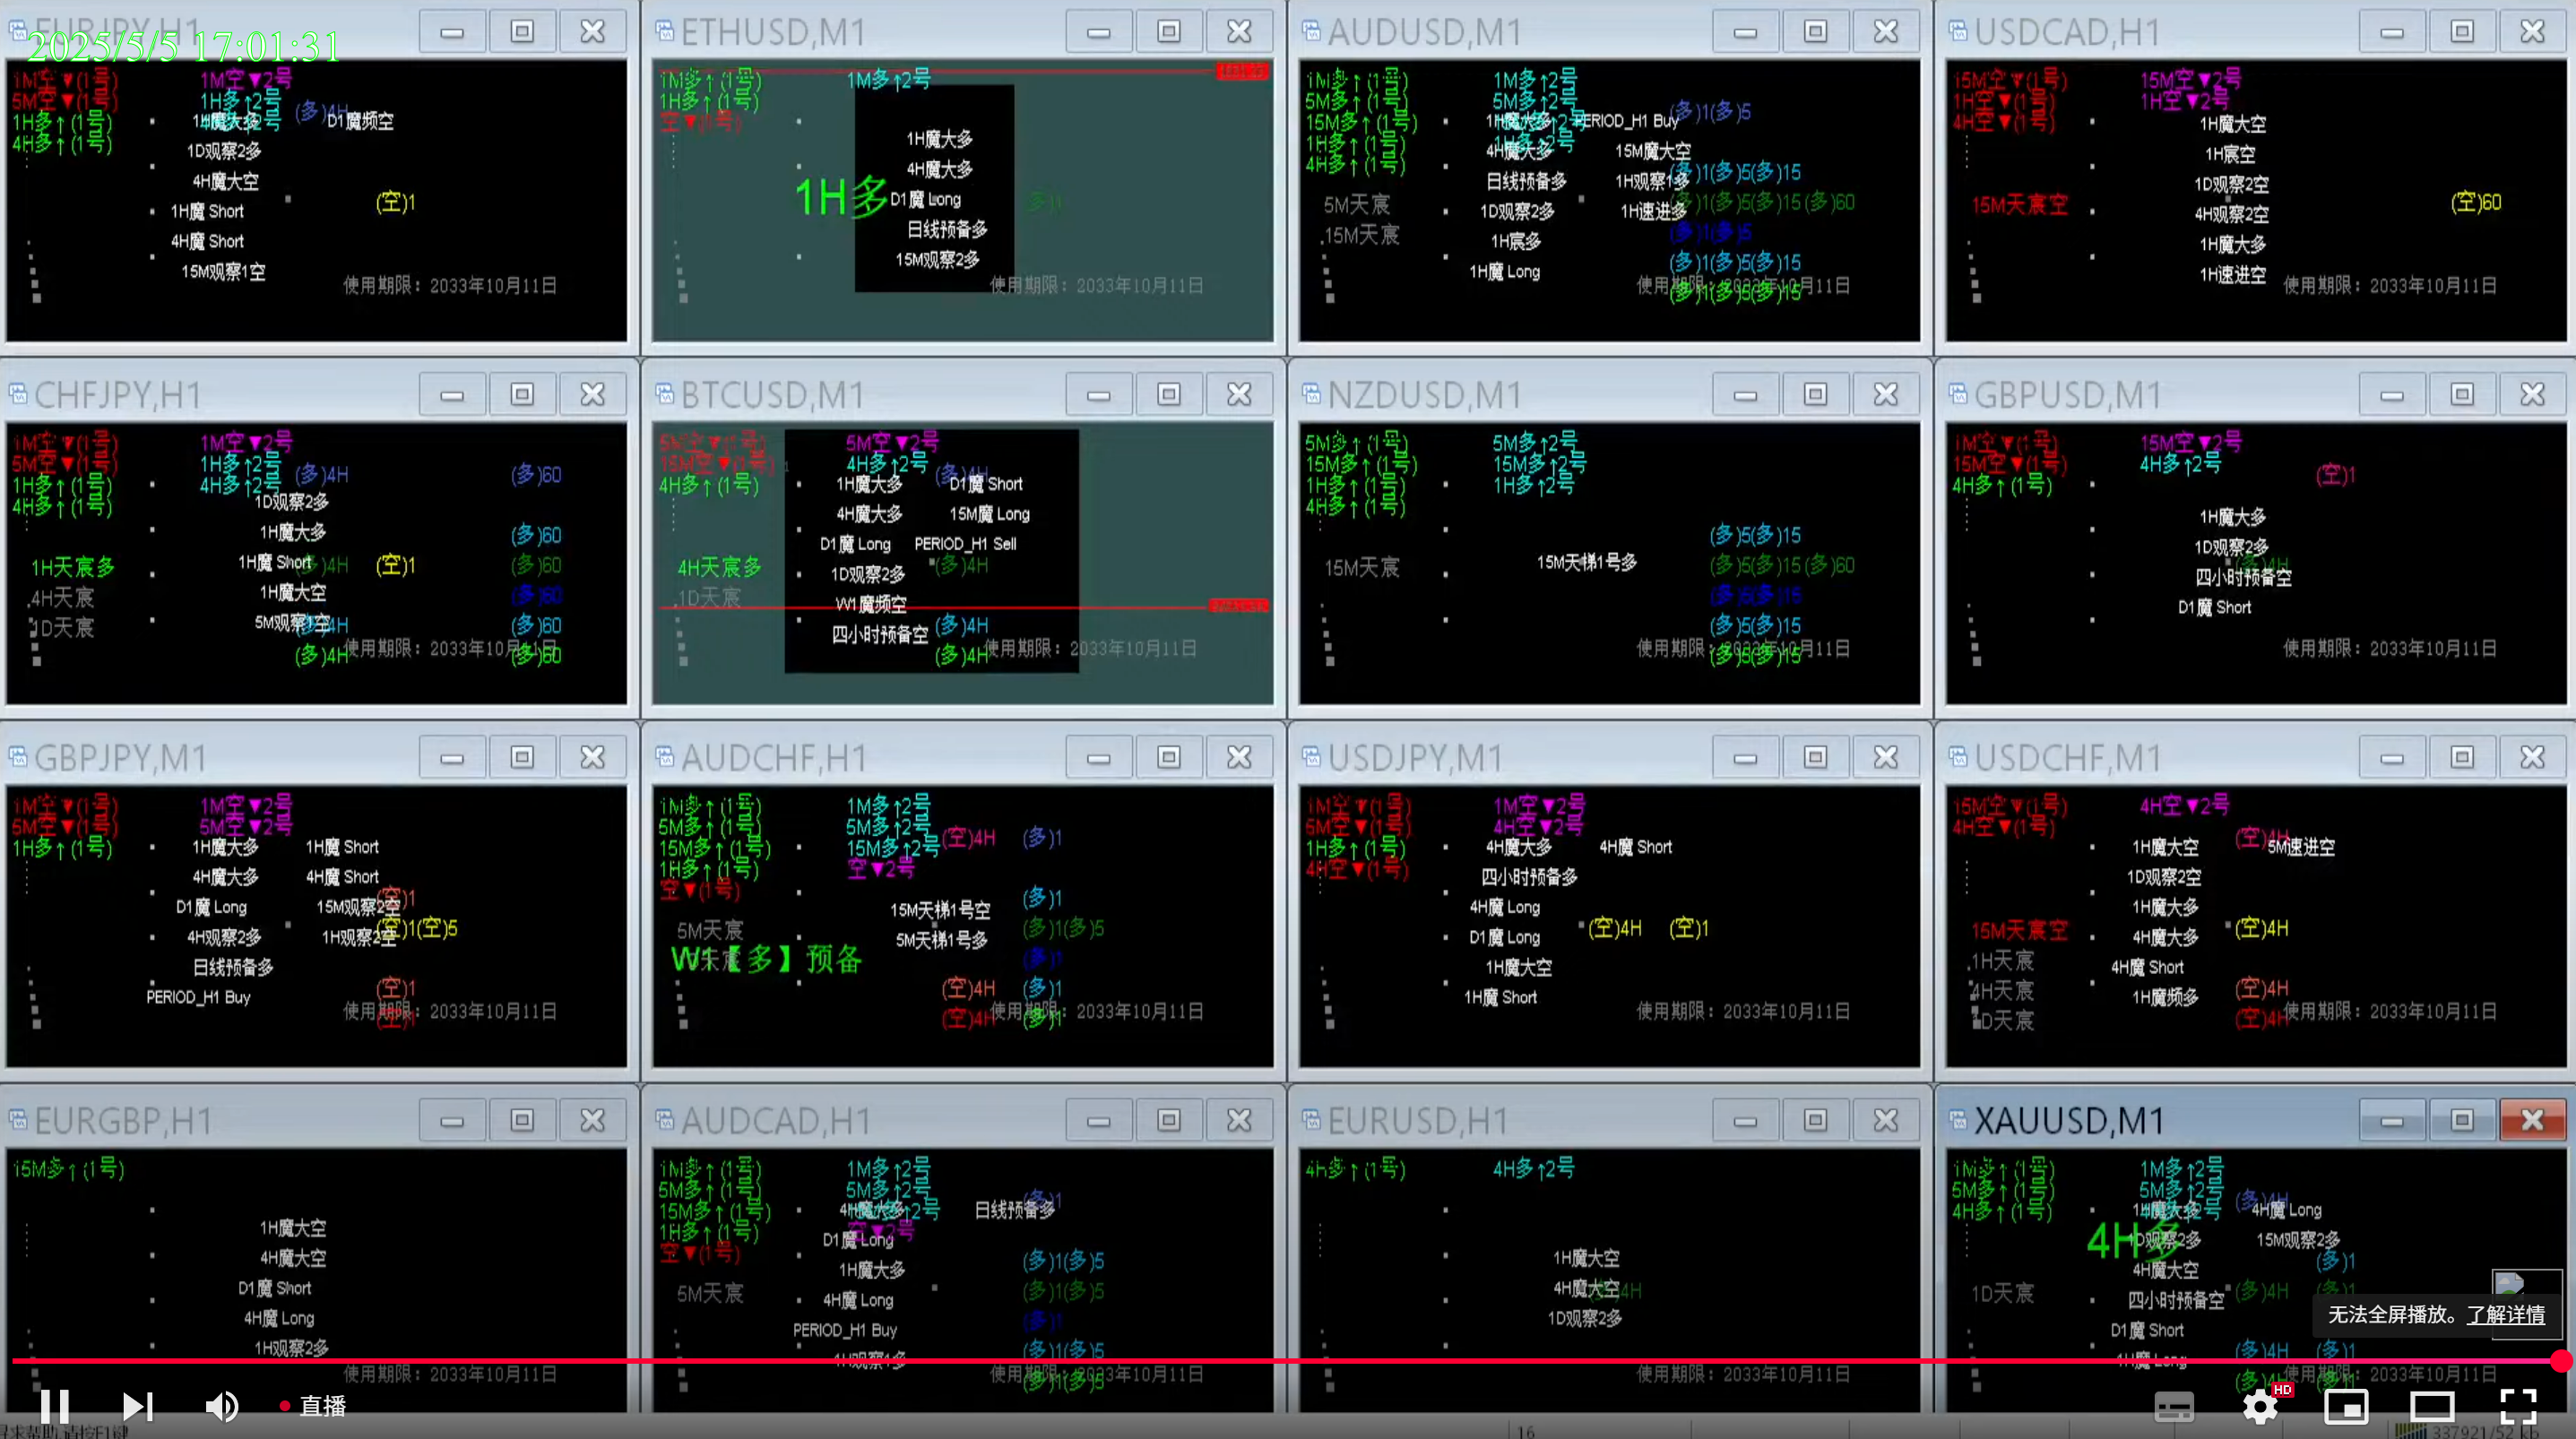 EURJPY,H1
2025/5/5 17:01:31
1M空▼(1号)
5M空▼(1号)
1H多↑(1号)
4H多↑(1号)
1M空▼2号
1H多↑2号
(多)4H
1H魔大多
D1魔频空
1D观察2多
4H魔大空
1H魔 Short
4H魔 Short
15M观察1空
(空)1
使用期限：2033年10月11日
ETHUSD,M1
1M多↑(1号)
1H多↑(1号)
空▼(1号)
1M多↑2号
1H魔大多
4H魔大多
1H多
D1魔 Long
日线预备多
15M观察2多
(多)1
使用期限：2033年10月11日
AUDUSD,M1
1M多↑(1号)
5M多↑(1号)
15M多↑(1号)
1H多↑(1号)
4H多↑(1号)
1M多↑2号
5M多↑2号
1H多↑2号
1H魔大多
PERIOD_H1 Buy
4H魔大多
15M魔大空
日线预备多
1H观察1多
1D观察2多
1H速进多
1H宸多
1H魔 Long
5M天宸
15M天宸
(多)1(多)5
(多)1(多)5(多)15
(多)1(多)5(多)15(多)60
(多)1(多)5
(多)1(多)5(多)15
(多)1(多)5(多)15
使用期限：2033年10月11日
USDCAD,H1
15M空▼(1号)
1H空▼(1号)
4H空▼(1号)
15M空▼2号
1H空▼2号
1H魔大空
1H宸空
1D观察2空
4H观察2空
1H魔大多
1H速进空
15M天宸空
(空)60
使用期限：2033年10月11日
CHFJPY,H1
1M空▼(1号)
5M空▼(1号)
1H多↑(1号)
4H多↑(1号)
1M空▼2号
1H多↑2号
4H多↑2号
(多)4H
(多)60
1D观察2多
1H魔大多
(多)60
1H魔 Short
(多)4H
(空)1
(多)60
1H天宸多
4H天宸
1D天宸
1H魔大空
(多)60
5M观察1空
(多)4H
(多)60
(多)4H
(多)60
使用期限：2033年10月11日
BTCUSD,M1
5M空▼(1号)
15M空▼(1号)
4H多↑(1号)
5M空▼2号
4H多↑2号
(多)4H
1H魔大多
D1魔 Short
4H魔大多
15M魔 Long
D1魔 Long
PERIOD_H1 Sell
1D观察2多
(多)4H
W1魔频空
四小时预备空
(多)4H
(多)4H
4H天宸多
1D天宸
使用期限：2033年10月11日
NZDUSD,M1
5M多↑(1号)
15M多↑(1号)
1H多↑(1号)
4H多↑(1号)
5M多↑2号
15M多↑2号
1H多↑2号
15M天宸
15M天梯1号多
(多)5(多)15
(多)5(多)15(多)60
(多)5(多)15
(多)5(多)15
(多)5(多)15
使用期限：2033年10月11日
GBPUSD,M1
1M空▼(1号)
15M空▼(1号)
4H多↑(1号)
15M空▼2号
4H多↑2号
(空)1
1H魔大多
1D观察2多
(多)4H
四小时预备空
D1魔 Short
使用期限：2033年10月11日
GBPJPY,M1
1M空▼(1号)
5M空▼(1号)
1H多↑(1号)
1M空▼2号
5M空▼2号
1H魔大多
1H魔 Short
4H魔大多
4H魔 Short
D1魔 Long
15M观察2空
4H观察2多
1H观察2空
日线预备多
PERIOD_H1 Buy
(空)1
(空)1(空)5
(空)1
(空)1
使用期限：2033年10月11日
AUDCHF,H1
1M多↑(1号)
5M多↑(1号)
15M多↑(1号)
1H多↑(1号)
空▼(1号)
1M多↑2号
5M多↑2号
15M多↑2号
空▼2号
(空)4H
(多)1
15M天梯1号空
5M天梯1号多
5M天宸
W1【多】预备
(多)1
(多)1(多)5
(多)1
(空)4H
(多)1
(空)4H
(多)1
使用期限：2033年10月11日
USDJPY,M1
1M空▼(1号)
5M空▼(1号)
1H多↑(1号)
4H空▼(1号)
1M空▼2号
4H空▼2号
4H魔大多
4H魔 Short
四小时预备多
4H魔 Long
D1魔 Long
1H魔大空
1H魔 Short
(空)4H
(空)1
使用期限：2033年10月11日
USDCHF,M1
15M空▼(1号)
4H空▼(1号)
4H空▼2号
(空)4H
1H魔大空
5M速进空
1D观察2空
1H魔大多
4H魔大多
4H魔 Short
1H魔频多
15M天宸空
1H天宸
4H天宸
1D天宸
(空)4H
(空)4H
(空)4H
使用期限：2033年10月11日
EURGBP,H1
15M多↑(1号)
1H魔大空
4H魔大空
D1魔 Short
4H魔 Long
1H观察2多
使用期限：2033年10月11日
AUDCAD,H1
1M多↑(1号)
5M多↑(1号)
15M多↑(1号)
1H多↑(1号)
空▼(1号)
1M多↑2号
5M多↑2号
空▼2号
4H魔大多
日线预备多
(多)1
D1魔 Long
1H魔大多
4H魔 Long
PERIOD_H1 Buy
1H观察1多
5M天宸
(多)1(多)5
(多)1(多)5
(多)1
(多)1(多)5
(多)1(多)5
使用期限：2033年10月11日
EURUSD,H1
4H多↑(1号)
4H多↑2号
1H魔大空
4H魔大空
1D观察2多
使用期限：2033年10月11日
XAUUSD,M1
1M多↑(1号)
5M多↑(1号)
4H多↑(1号)
1M多↑2号
5M多↑2号
(多)4H
1H魔大多
4H魔 Long
4H多
1D观察2多
15M观察2多
(多)1
4H魔大空
四小时预备空
(多)4H
(多)1
D1魔 Short
1H魔 Long
1D天宸
(多)4H
(多)1
使用期限：2033年10月11日
无法全屏播放。了解详情
直播
HD
16
337921/52 kb